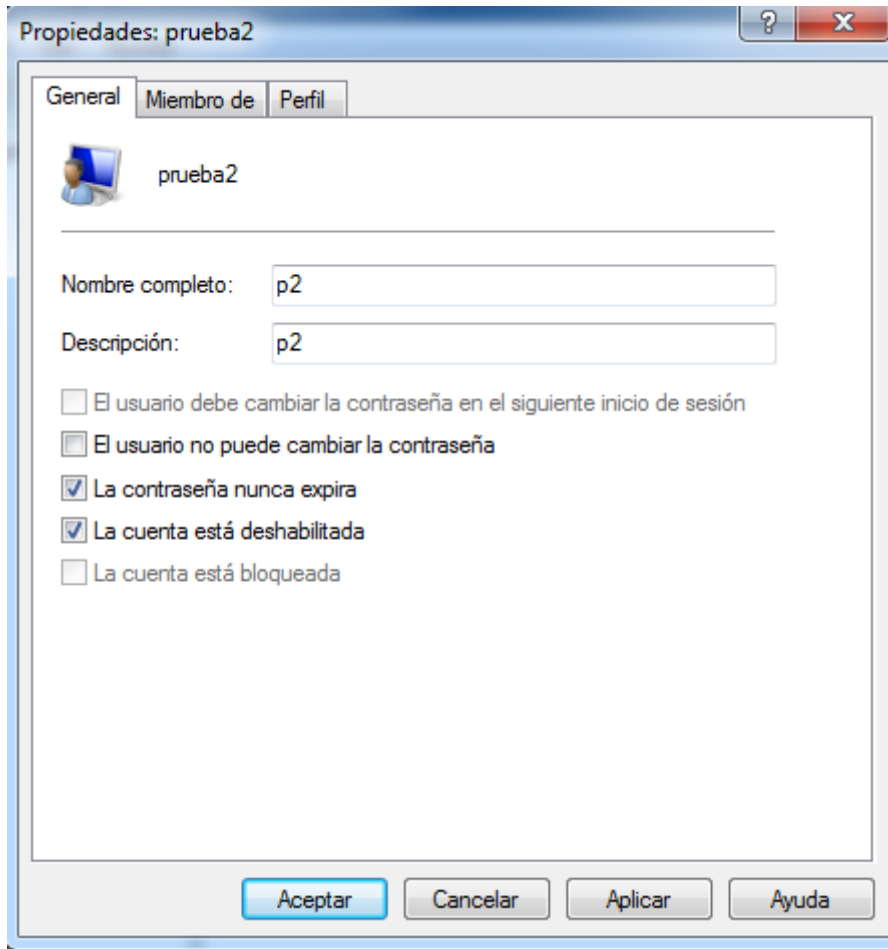 Propiedades: prueba2
General Miembro de Perfil
prueba2
Nombre completo: p2
Descripción: p2
El usuario debe cambiar la contraseña en el siguiente inicio de sesión
El usuario no puede cambiar la contraseña
La contraseña nunca expira
La cuenta está deshabilitada
La cuenta está bloqueada
Aceptar Cancelar Aplicar Ayuda